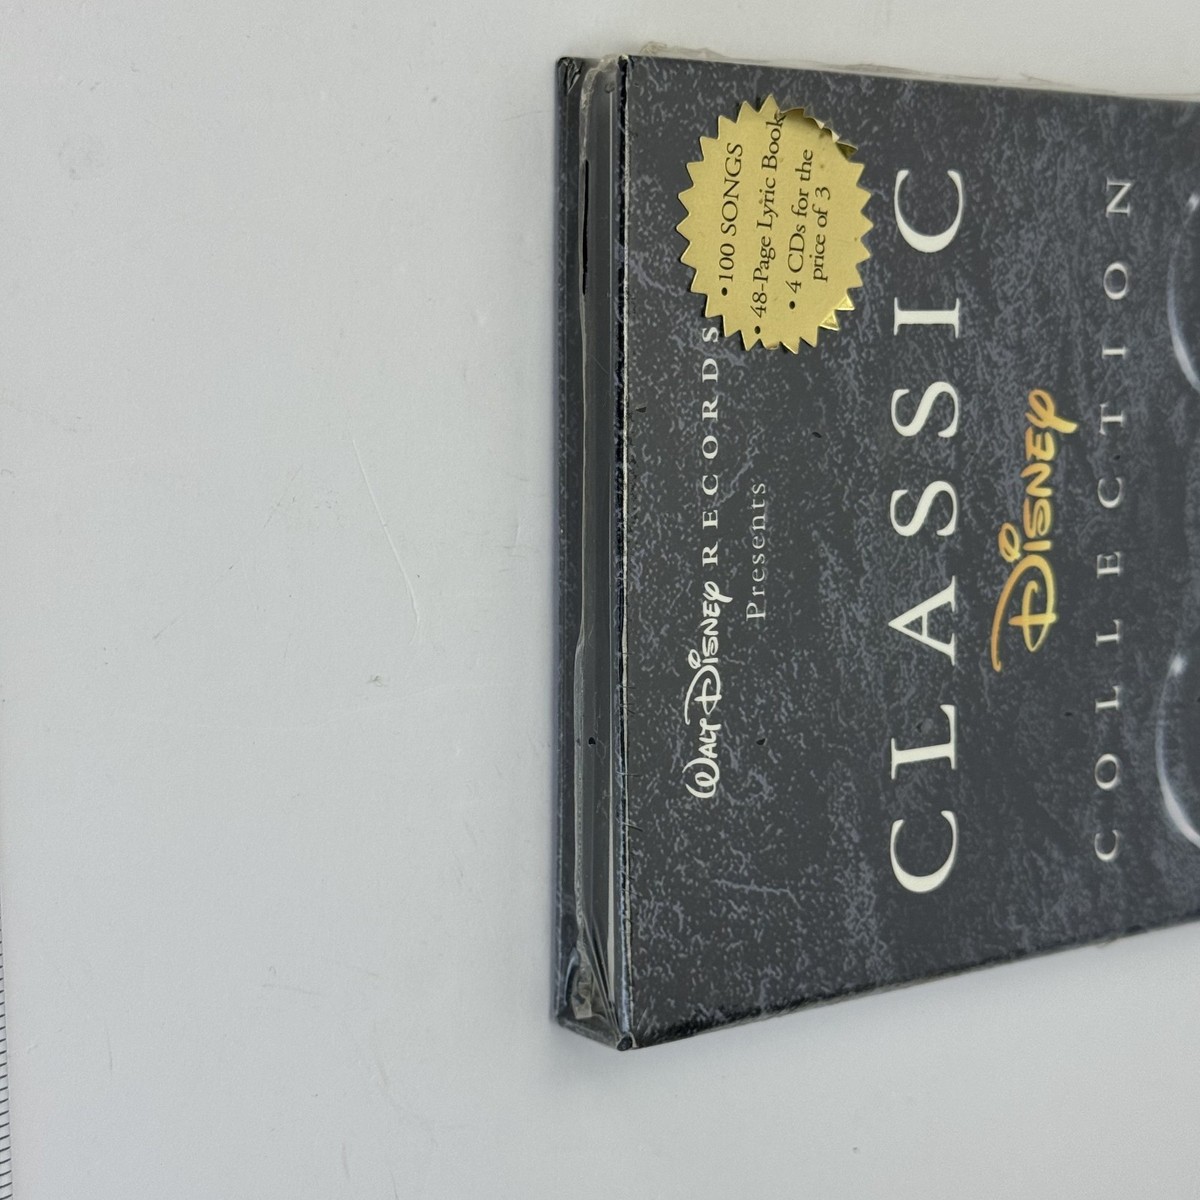 WALT DISNEY RECORDS
Presents
• 100 SONGS
• 48-Page Lyric Book
• 4 CDs for the
price of 3
CLASSIC
DISNEY
COLLECTION